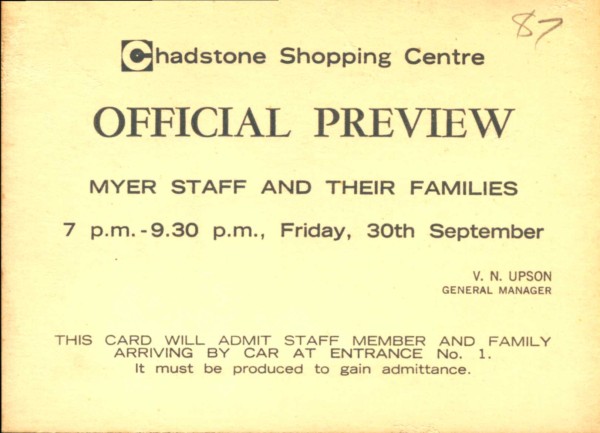 87
Chadstone Shopping Centre
OFFICIAL PREVIEW
MYER STAFF AND THEIR FAMILIES
7 p.m.-9.30 p.m., Friday, 30th September
V. N. UPSON
GENERAL MANAGER
THIS CARD WILL ADMIT STAFF MEMBER AND FAMILY
ARRIVING BY CAR AT ENTRANCE No. 1.
It must be produced to gain admittance.